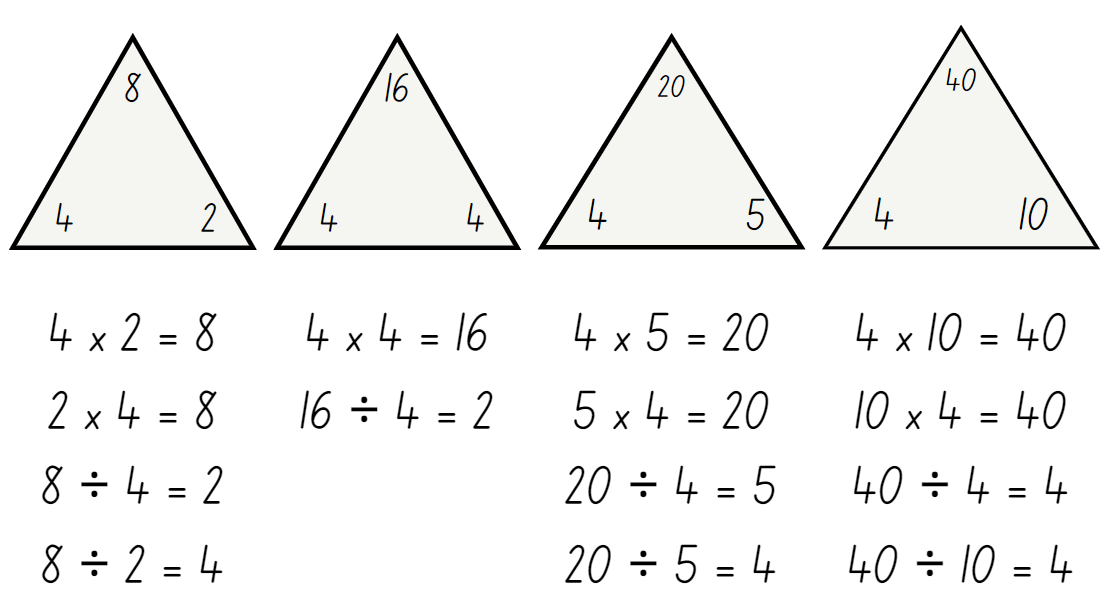 8
4 2
4 x 2 = 8
2 x 4 = 8
8 ÷ 4 = 2
8 ÷ 2 = 4
16
4 4
4 x 4 = 16
16 ÷ 4 = 2
20
4 5
4 x 5 = 20
5 x 4 = 20
20 ÷ 4 = 5
20 ÷ 5 = 4
40
4 10
4 x 10 = 40
10 x 4 = 40
40 ÷ 4 = 4
40 ÷ 10 = 4